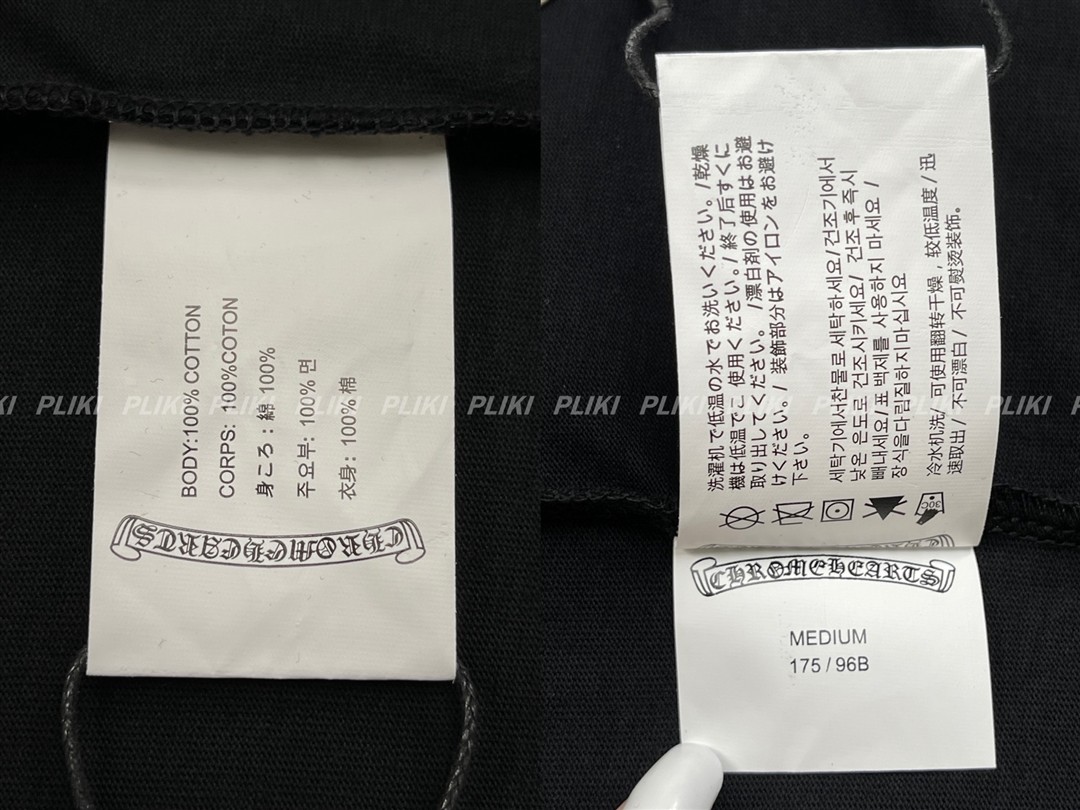 BODY:100% COTTON
CORPS: 100%COTON
身ころ：綿 100%
주요부: 100% 면
衣身: 100% 棉
CHROMEHEARTS
洗濯机で低温の水でお洗いください。/乾燥
機は低温でご使用ください。/終了后すぐに
取り出してください。 /漂白剤の使用はお避
けください。/ 装飾部分はアイロンをお避け
下さい。
세탁기에서찬물로세탁하세요/건조기에서
낮은 온도로 건조시키세요/ 건조후즉시
빼내세요/표백제를 사용하지 마세요 /
장식을다림질하지마십시요
冷水机洗/ 可使用翻转干燥，较低温度 / 迅
速取出 / 不可漂白 / 不可熨烫装饰。
30C
CHROMEHEARTS
MEDIUM
175 / 96B
PLIKI PLIKI PLIKI PLIKI PLIKI PLIKI PLIKI PLIKI PLIKI PLIKI PLIKI PLIKI